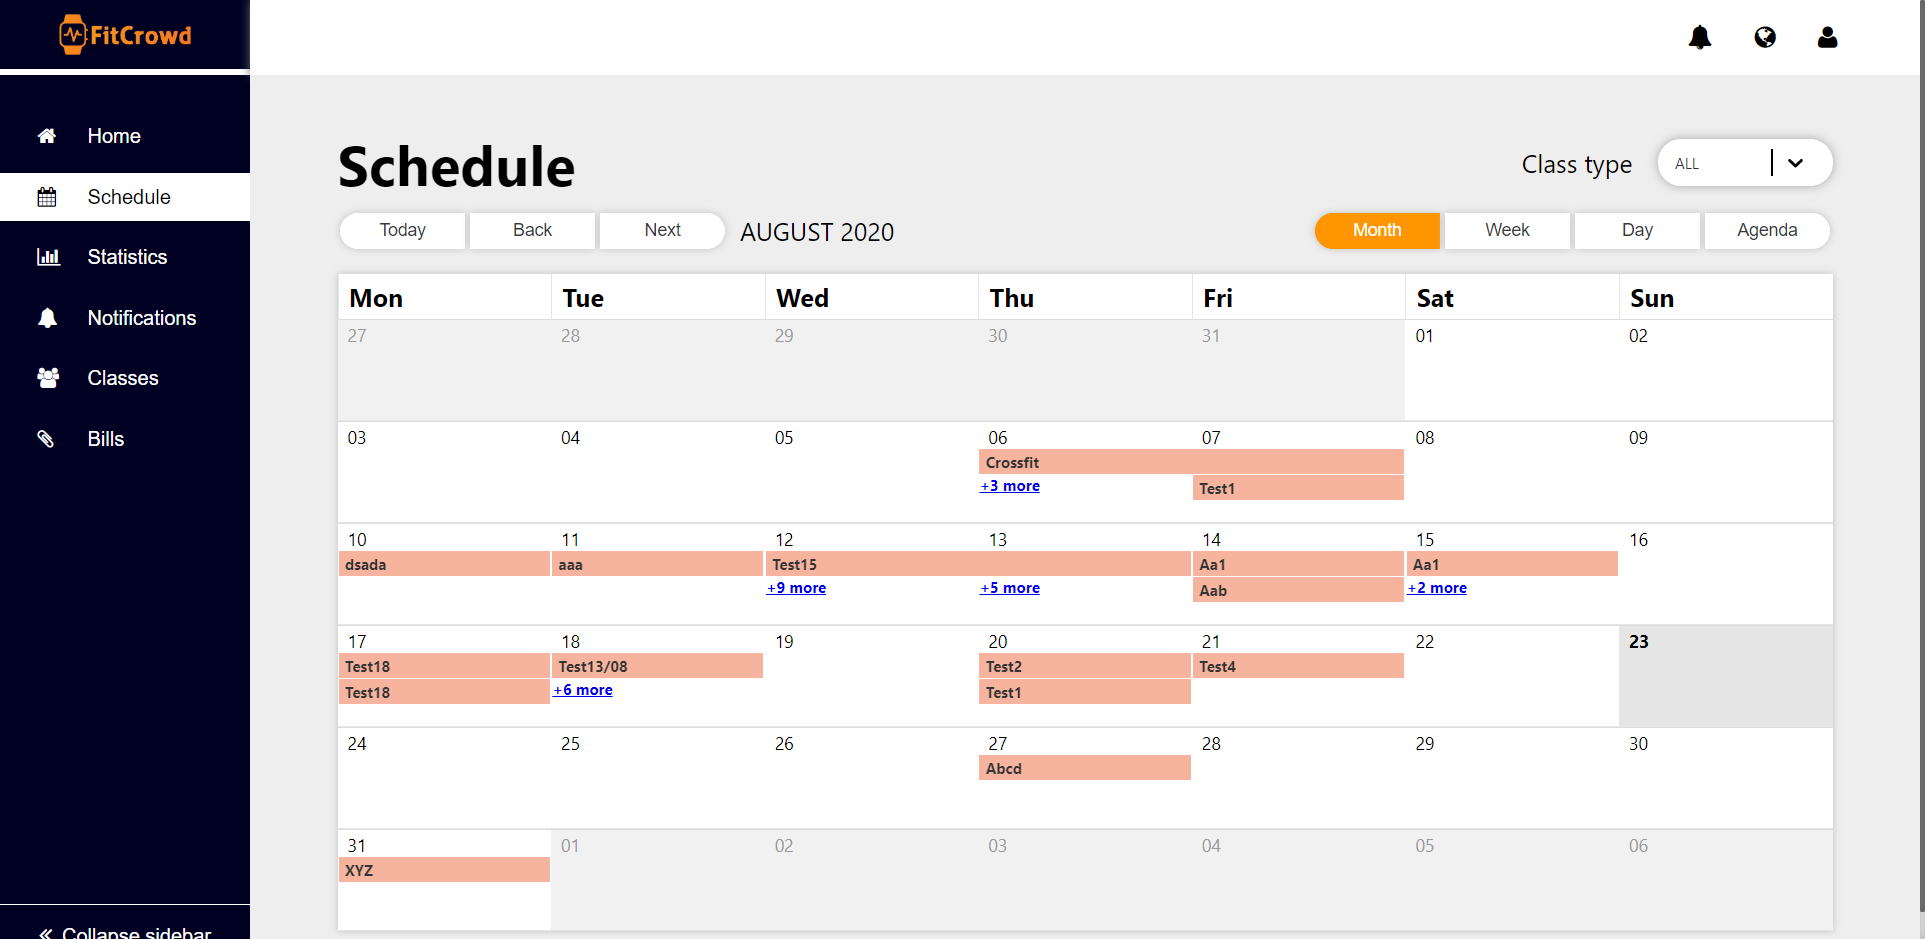 FitCrowd
Home
Schedule
Statistics
Notifications
Classes
Bills
Collapse sidebar
Schedule
Class type ALL
Today Back Next AUGUST 2020 Month Week Day Agenda
Mon Tue Wed Thu Fri Sat Sun
27 28 29 30 31 01 02
03 04 05 06 07 08 09
Crossfit
+3 more Test1
10 11 12 13 14 15 16
dsada aaa Test15 Aa1 Aa1
+9 more +5 more Aab +2 more
17 18 19 20 21 22 23
Test18 Test13/08 Test2 Test4
Test18 +6 more Test1
24 25 26 27 28 29 30
Abcd
31 01 02 03 04 05 06
XYZ